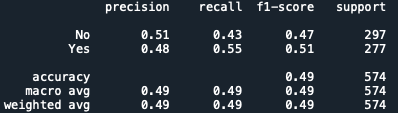 precision recall f1-score support
No 0.51 0.43 0.47 297
Yes 0.48 0.55 0.51 277
accuracy 0.49 574
macro avg 0.49 0.49 0.49 574
weighted avg 0.49 0.49 0.49 574